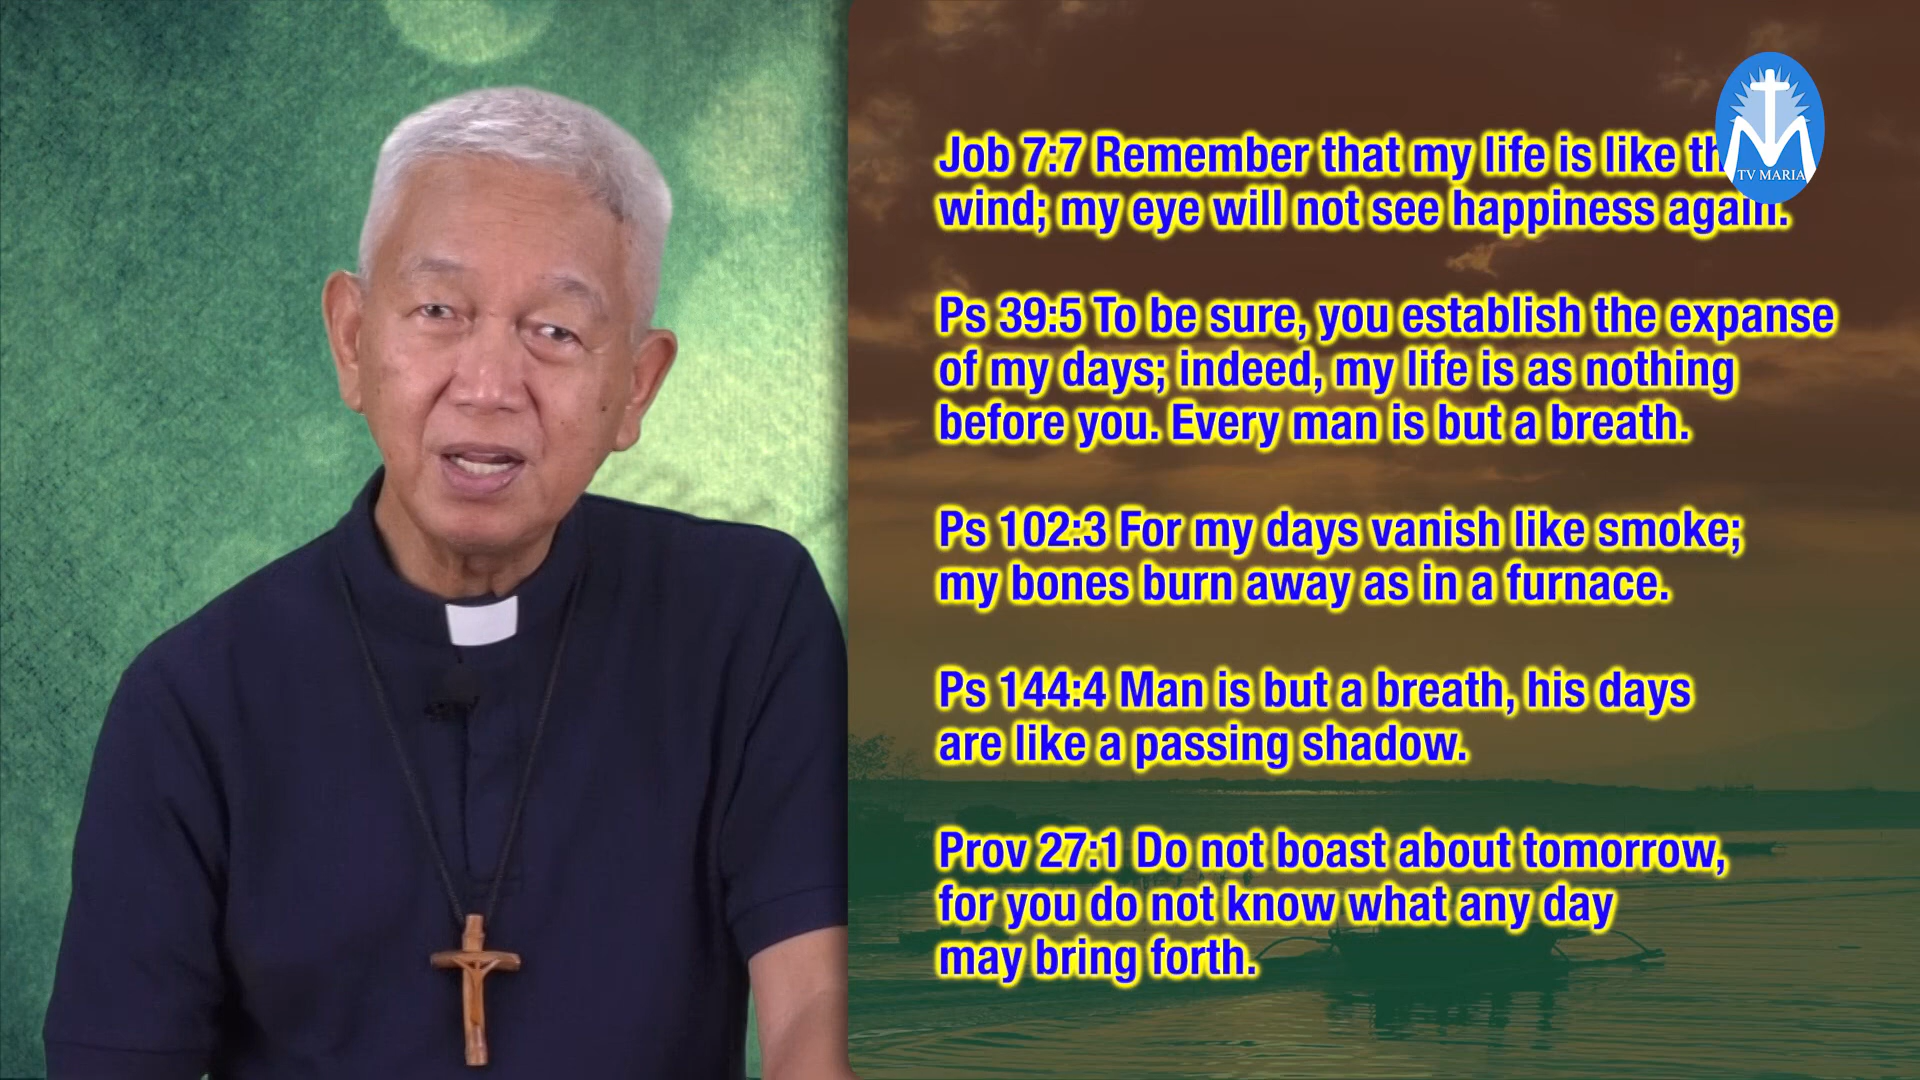 Job 7:7 Remember that my life is like
wind; my eye will not see happiness again.
Ps 39:5 To be sure, you establish the expanse
of my days; indeed, my life is as nothing
before you. Every man is but a breath.
Ps 102:3 For my days vanish like smoke;
my bones burn away as in a furnace.
Ps 144:4 Man is but a breath, his days
are like a passing shadow.
Prov 27:1 Do not boast about tomorrow,
for you do not know what any day
may bring forth.
TV MARIA